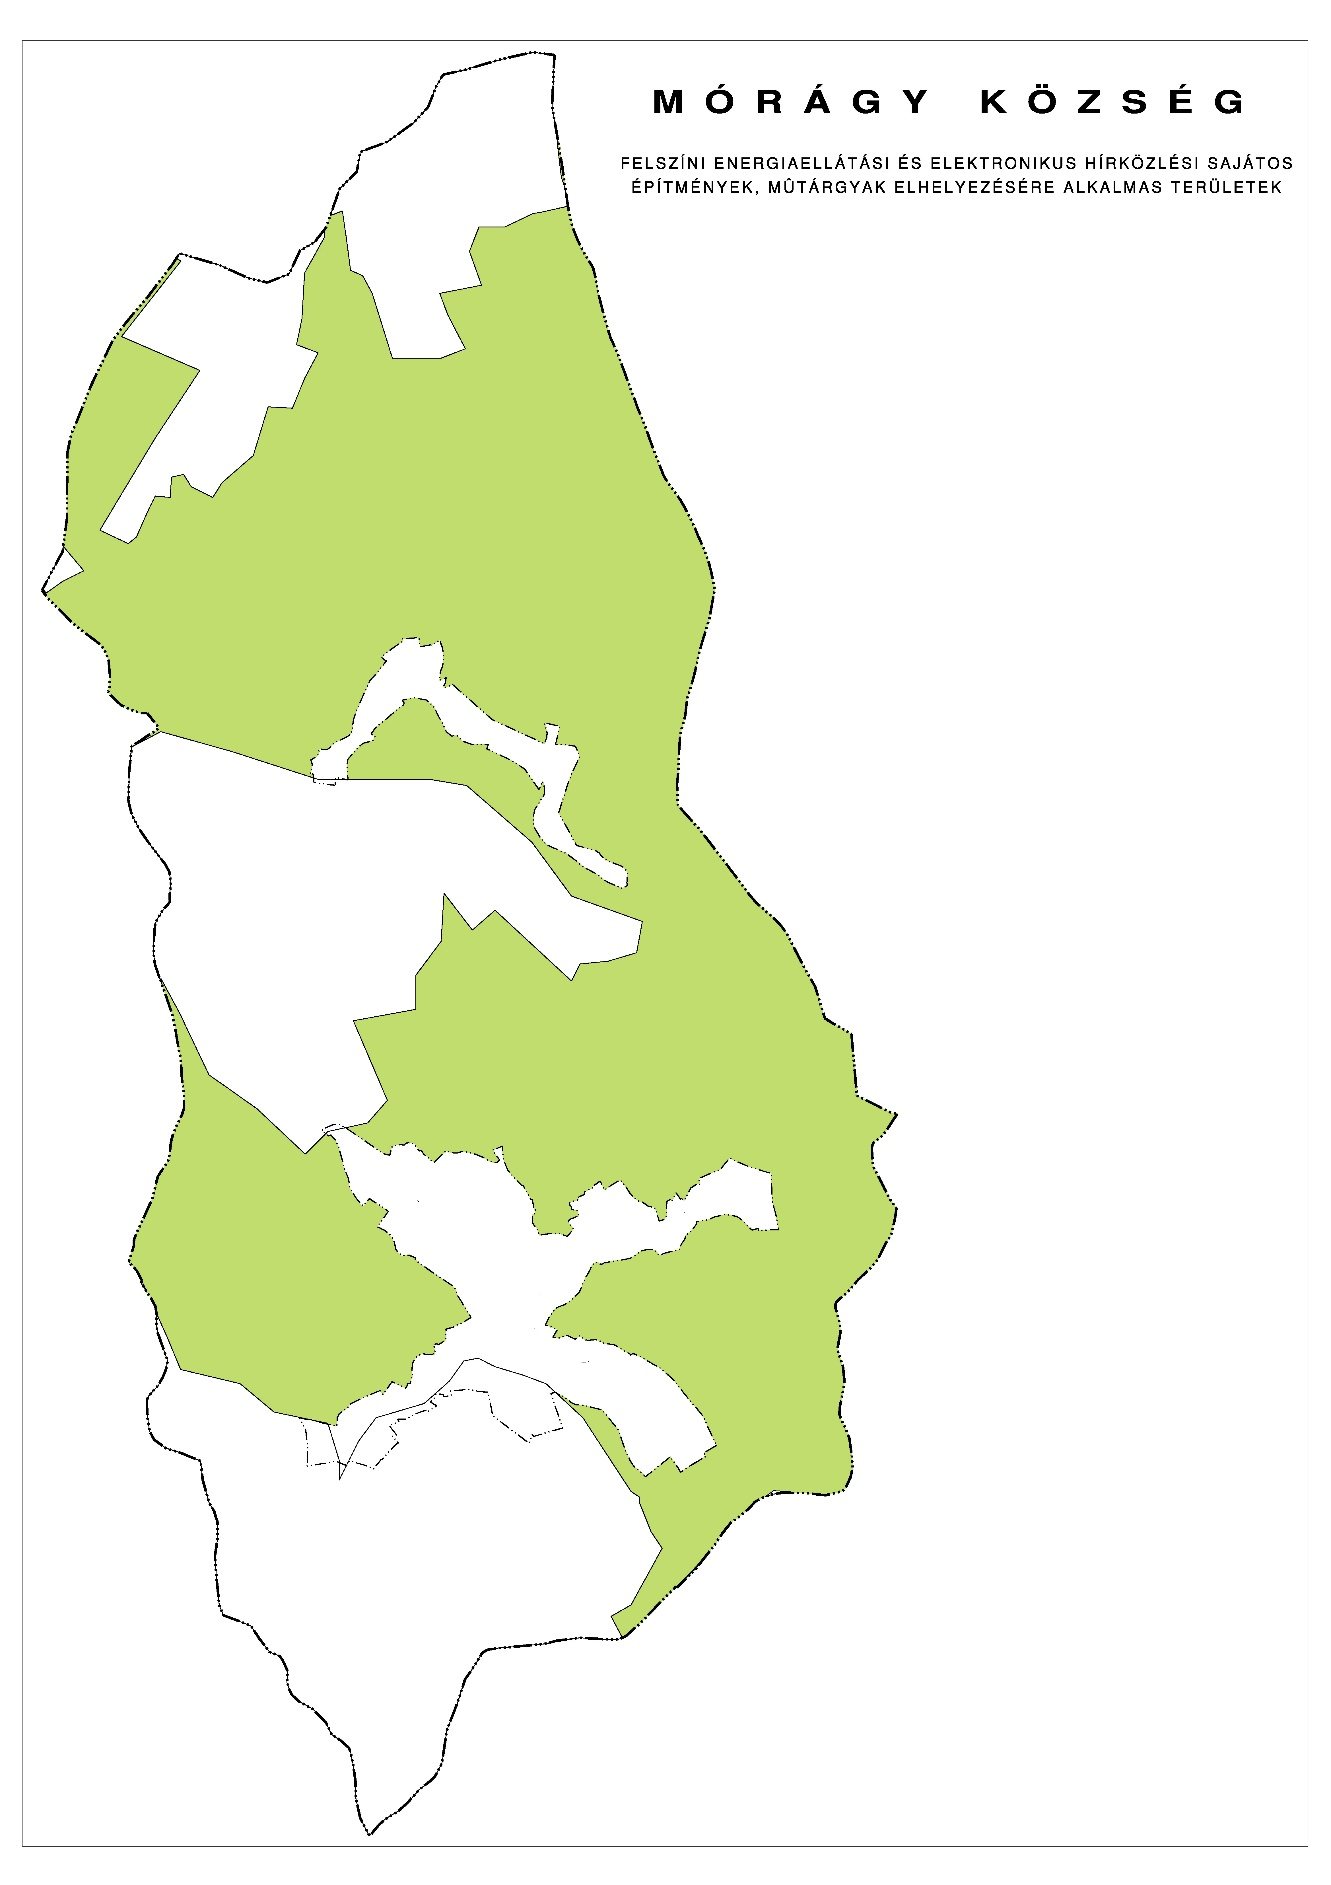 MÓRÁGY KÖZSÉG
FELSZÍNI ENERGIAELLÁTÁSI ÉS ELEKTRONIKUS HÍRKÖZLÉSI SAJÁTOS
ÉPÍTMÉNYEK, MŰTÁRGYAK ELHELYEZÉSÉRE ALKALMAS TERÜLETEK